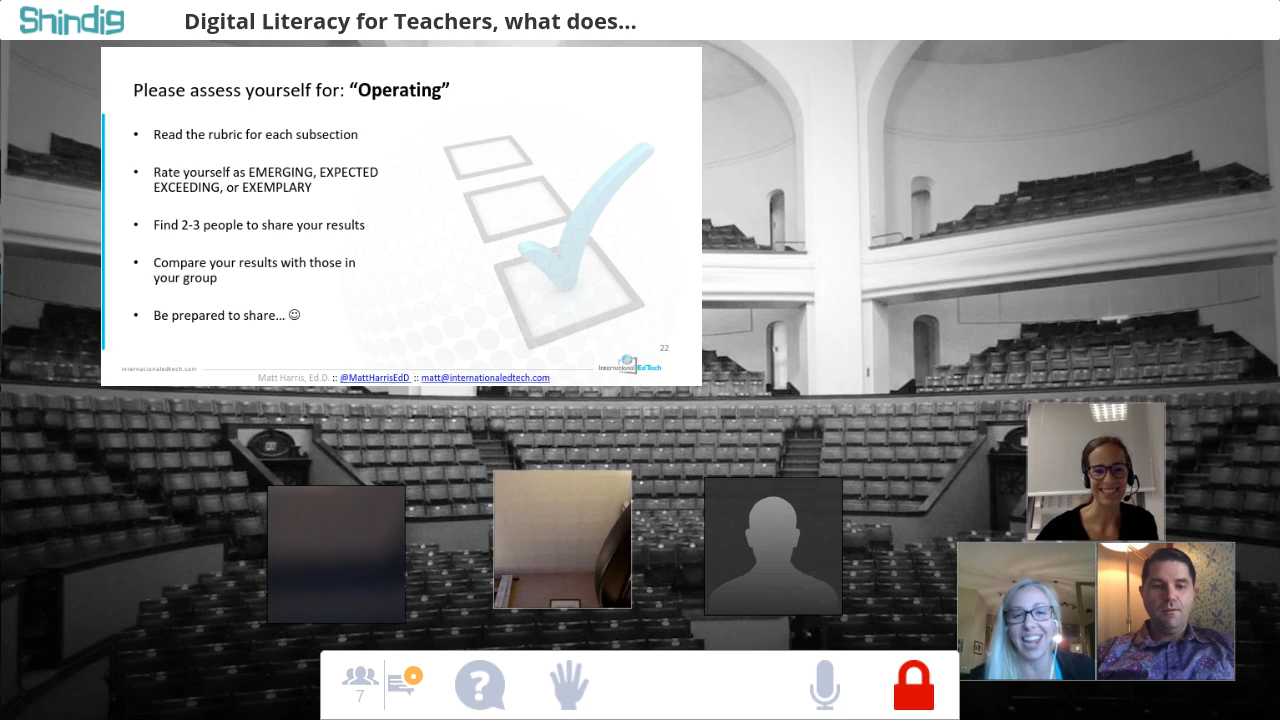 Shindig
Digital Literacy for Teachers, what does...
Please assess yourself for: “Operating”
• Read the rubric for each subsection
• Rate yourself as EMERGING, EXPECTED
EXCEEDING, or EXEMPLARY
• Find 2-3 people to share your results
• Compare your results with those in
your group
• Be prepared to share... ☺
22
internationaledtech.com
International EdTech
Matt Harris, Ed.D. :: @MattHarrisEdD :: matt@internationaledtech.com
7